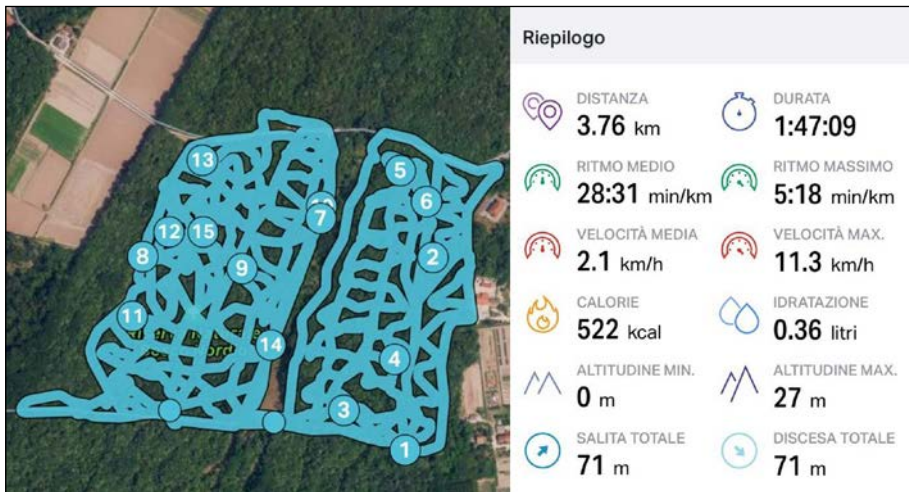 Riepilogo
DISTANZA
3.76 km
DURATA
1:47:09
RITMO MEDIO
28:31 min/km
RITMO MASSIMO
5:18 min/km
VELOCITÀ MEDIA
2.1 km/h
VELOCITÀ MAX.
11.3 km/h
CALORIE
522 kcal
IDRATAZIONE
0.36 litri
ALTITUDINE MIN.
0 m
ALTITUDINE MAX.
27 m
SALITA TOTALE
71 m
DISCESA TOTALE
71 m
13
5
6
7
12
15
2
8
9
11
14
4
3
1